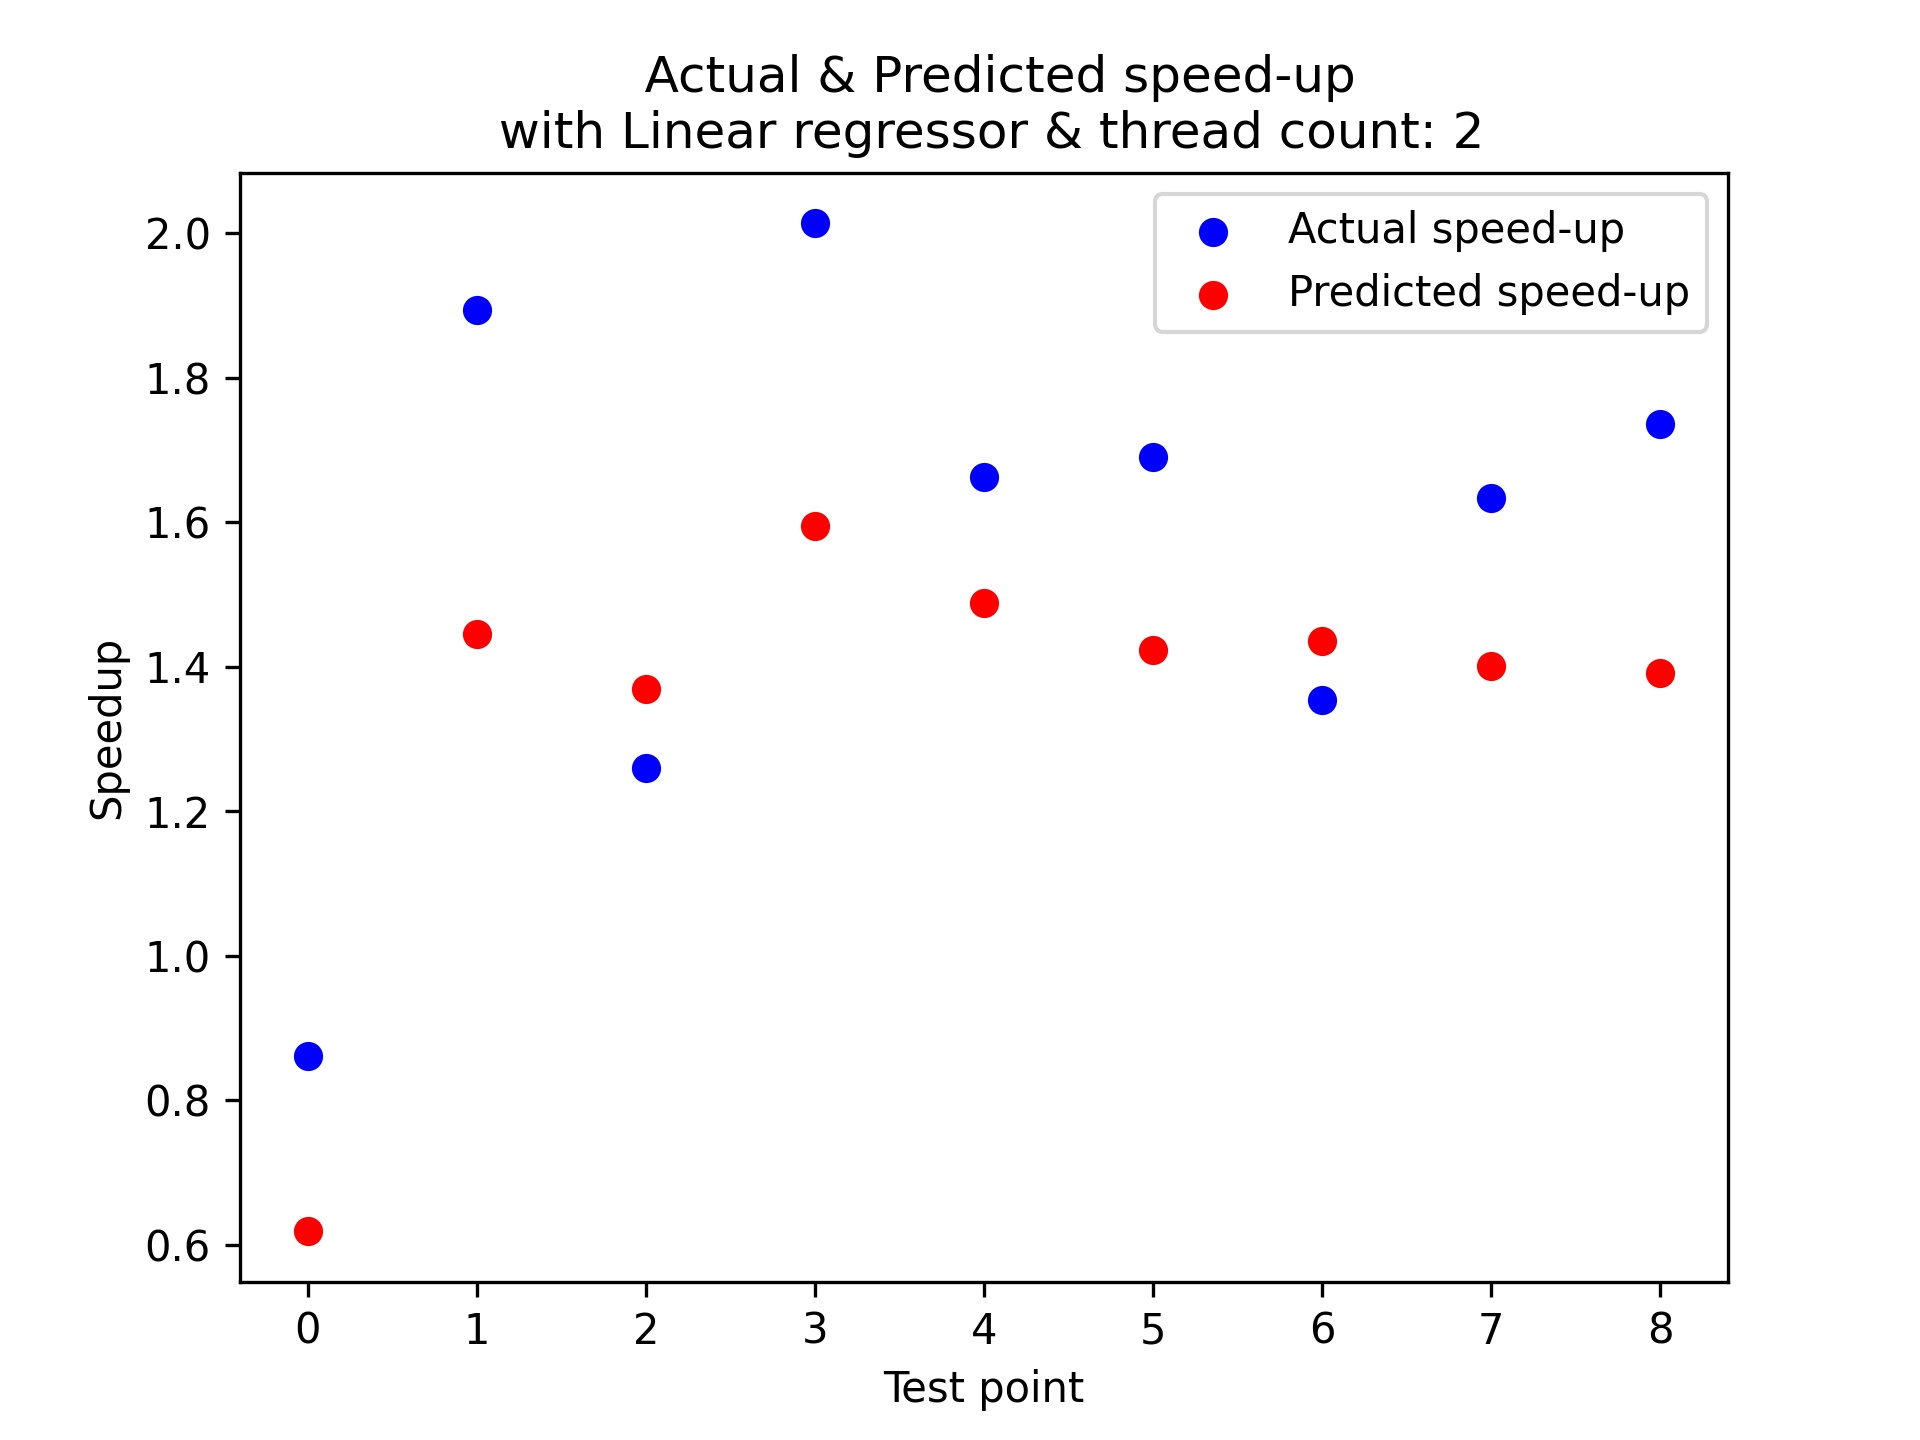 Actual & Predicted speed-up
with Linear regressor & thread count: 2
Actual speed-up
Predicted speed-up
Speedup
2.0
1.8
1.6
1.4
1.2
1.0
0.8
0.6
0 1 2 3 4 5 6 7 8
Test point